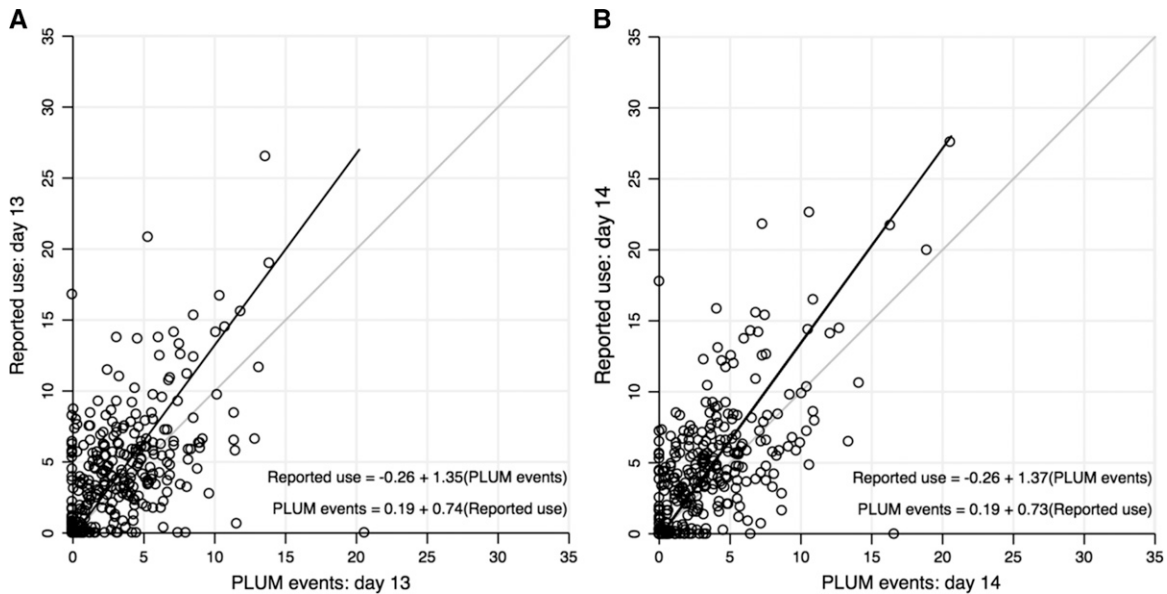 A
Reported use: day 13
35
30
25
20
15
10
5
0
Reported use = -0.26 + 1.35(PLUM events)
PLUM events = 0.19 + 0.74(Reported use)
0 5 10 15 20 25 30 35
PLUM events: day 13
B
Reported use: day 14
35
30
25
20
15
10
5
0
Reported use = -0.26 + 1.37(PLUM events)
PLUM events = 0.19 + 0.73(Reported use)
0 5 10 15 20 25 30 35
PLUM events: day 14